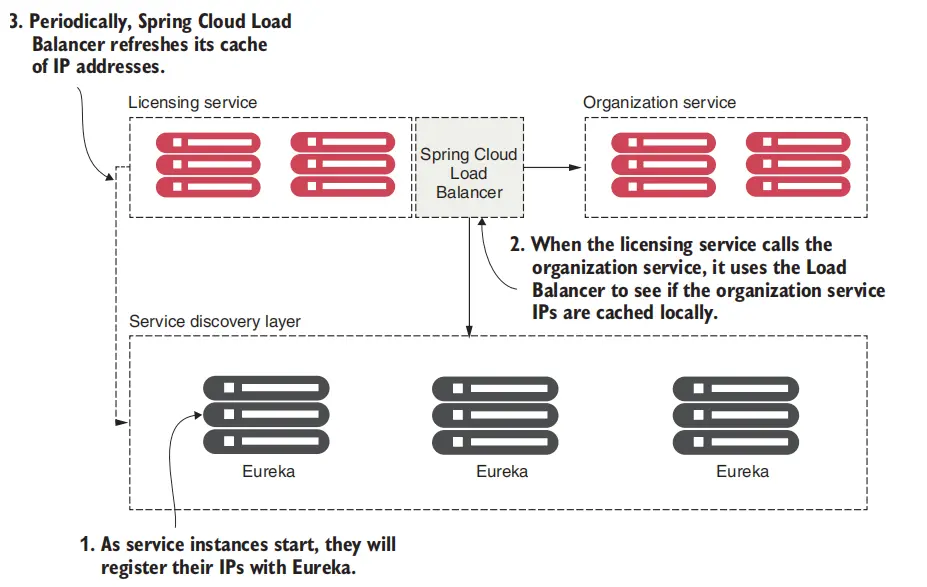 3. Periodically, Spring Cloud Load
Balancer refreshes its cache
of IP addresses.
Licensing service
Organization service
Spring Cloud
Load
Balancer
2. When the licensing service calls the
organization service, it uses the Load
Balancer to see if the organization service
IPs are cached locally.
Service discovery layer
Eureka
Eureka
Eureka
1. As service instances start, they will
register their IPs with Eureka.